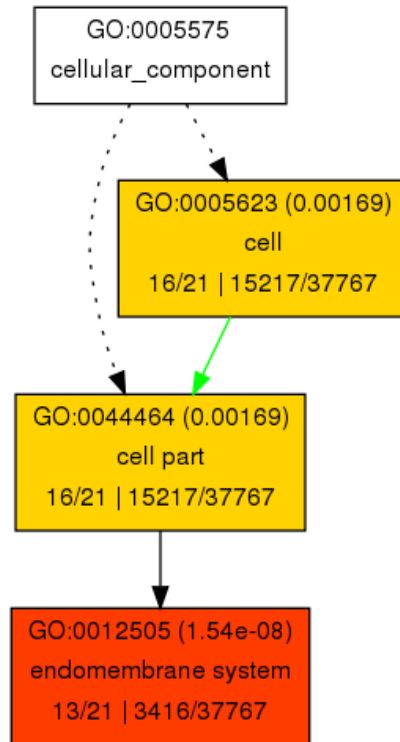 GO:0005575
cellular_component
GO:0005623 (0.00169)
cell
16/21 | 15217/37767
GO:0044464 (0.00169)
cell part
16/21 | 15217/37767
GO:0012505 (1.54e-08)
endomembrane system
13/21 | 3416/37767